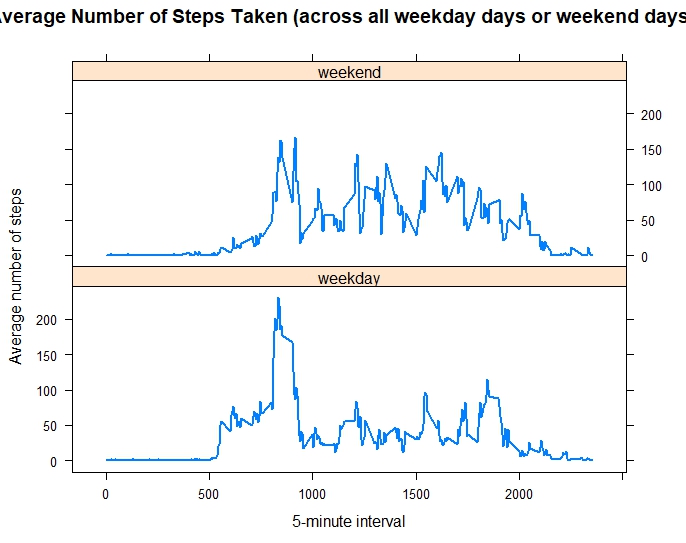 verage Number of Steps Taken (across all weekday days or weekend days
weekend
200
150
100
50
0
weekday
200
150
100
50
0
Average number of steps
0 500 1000 1500 2000
5-minute interval